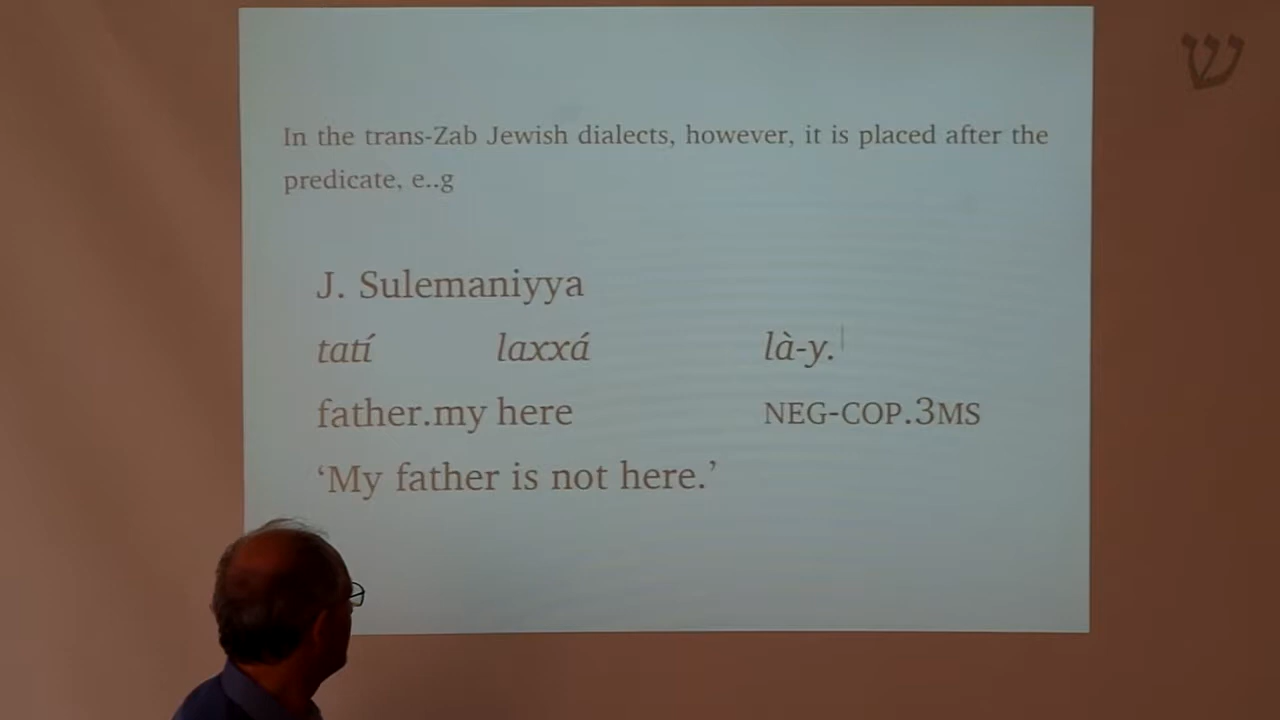 In the trans-Zab Jewish dialects, however, it is placed after the
predicate, e..g
J. Sulemaniyya
tatí laxxá là-y.ˈ
father.my here NEG-COP.3MS
‘My father is not here.’
ש